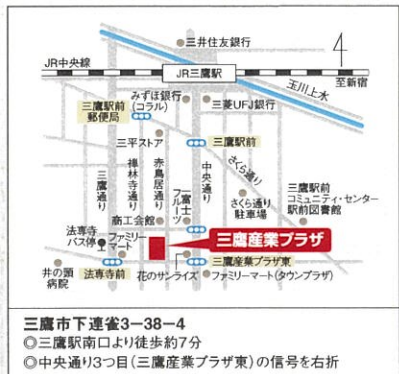 三井住友銀行
JR中央線
JR三鷹駅
玉川上水
至新宿
みずほ銀行
(コラル)
三菱UFJ銀行
三鷹駅前
郵便局
三鷹駅前
三平ストア
三鷹通り
禅林寺通り
赤鳥居通り
中央通り
さくら通り
富士フルーツ
さくら通り
駐車場
三鷹駅前
コミュニティ・センター
駅前図書館
商工会館
法専寺
バス停
ファミリー
マート
三鷹産業プラザ
井の頭
病院
法専寺前
花のサンライズ
三鷹産業プラザ東
ファミリーマート(タウンプラザ)
三鷹市下連雀3−38−4
◎三鷹駅南口より徒歩約7分
◎中央通り3つ目(三鷹産業プラザ東)の信号を右折